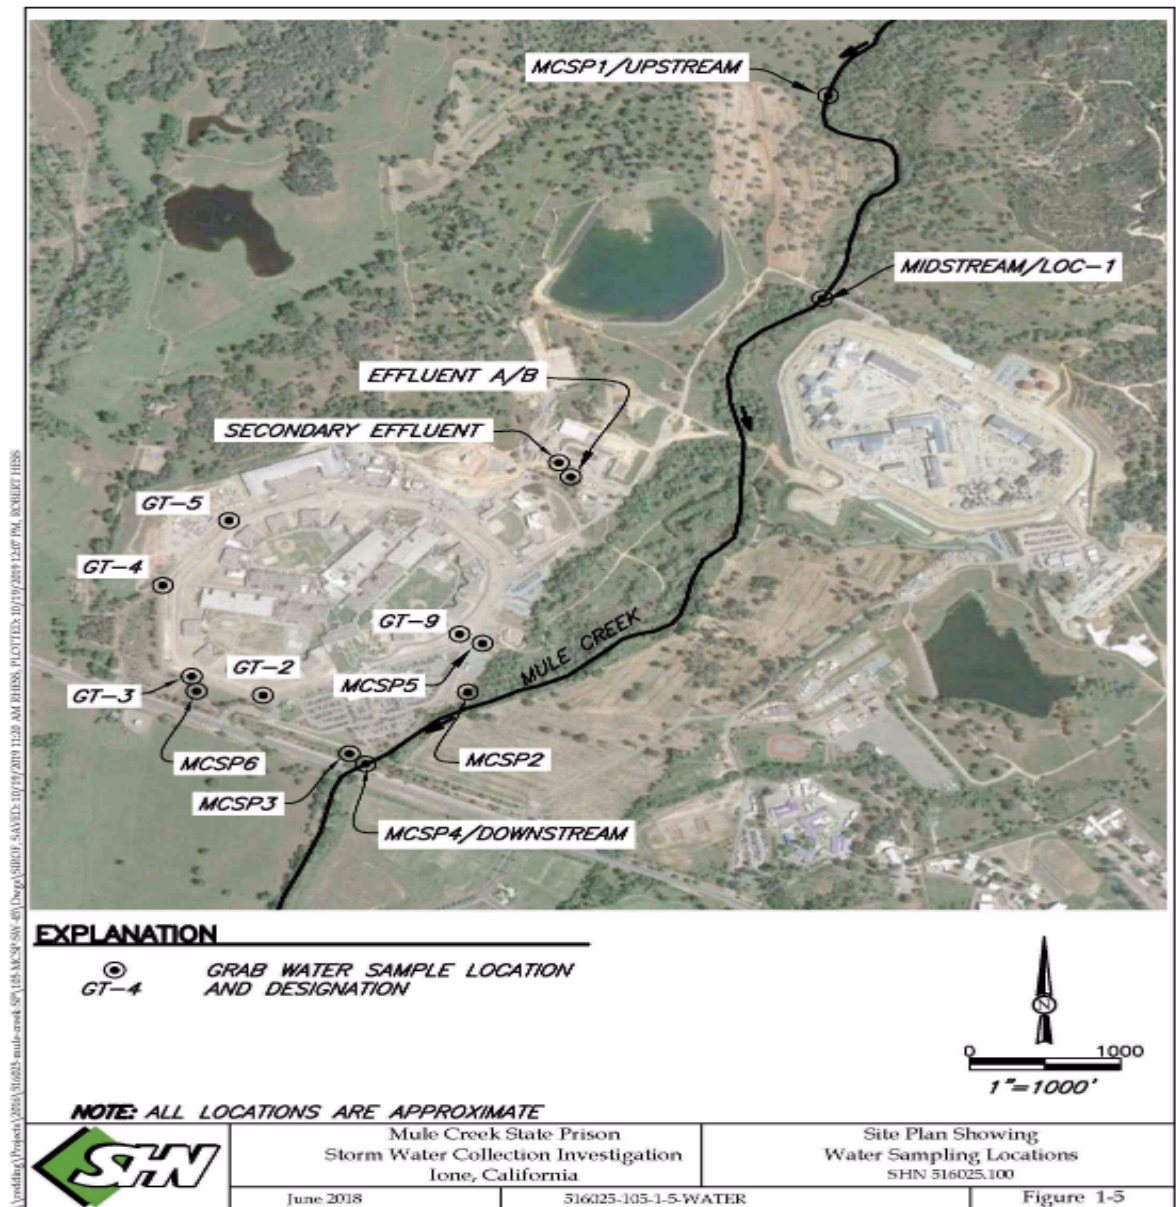 MCSP1/UPSTREAM
MIDSTREAM/LOC-1
EFFLUENT A/B
SECONDARY EFFLUENT
GT-5
GT-4
GT-9
MCSP5
MULE CREEK
GT-3
GT-2
MCSP6
MCSP2
MCSP3
MCSP4/DOWNSTREAM
EXPLANATION
GT-4
GRAB WATER SAMPLE LOCATION
AND DESIGNATION
N
0 1000
1"=1000'
NOTE: ALL LOCATIONS ARE APPROXIMATE
SHN
Mule Creek State Prison
Storm Water Collection Investigation
Ione, California
Site Plan Showing
Water Sampling Locations
SHN 516025.100
June 2018
516025-105-1-5-WATER
Figure 1-5